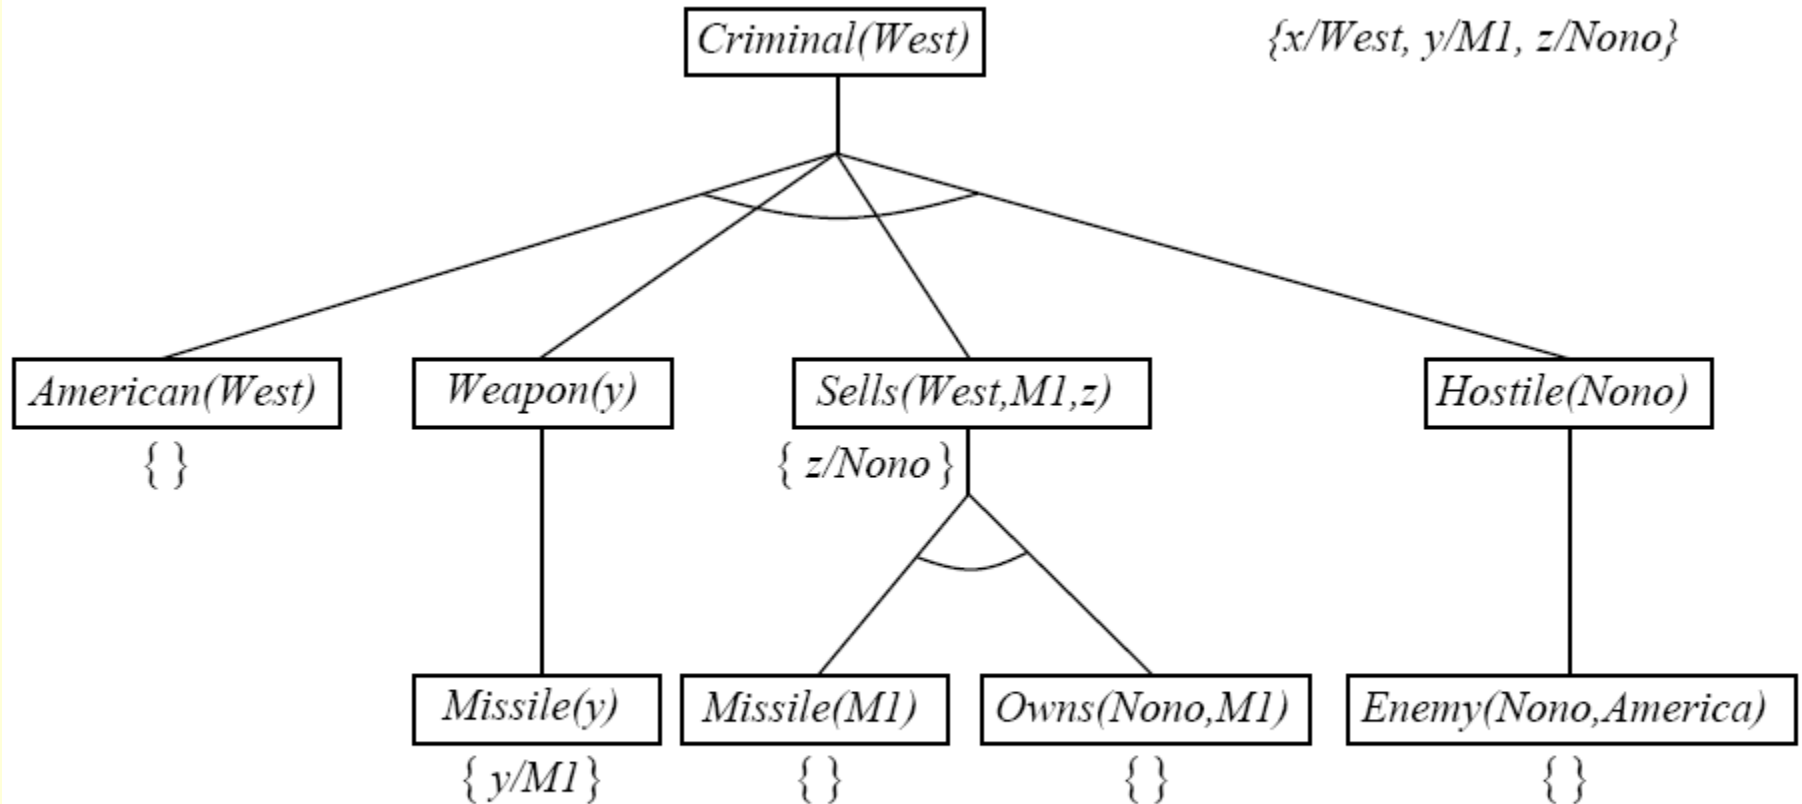 Criminal(West)
{x/West, y/M1, z/Nono}
American(West)
Weapon(y)
Sells(West,M1,z)
Hostile(Nono)
{ }
{ z/Nono }
Missile(y)
Missile(M1)
Owns(Nono,M1)
Enemy(Nono,America)
{ y/M1 }
{ }
{ }
{ }